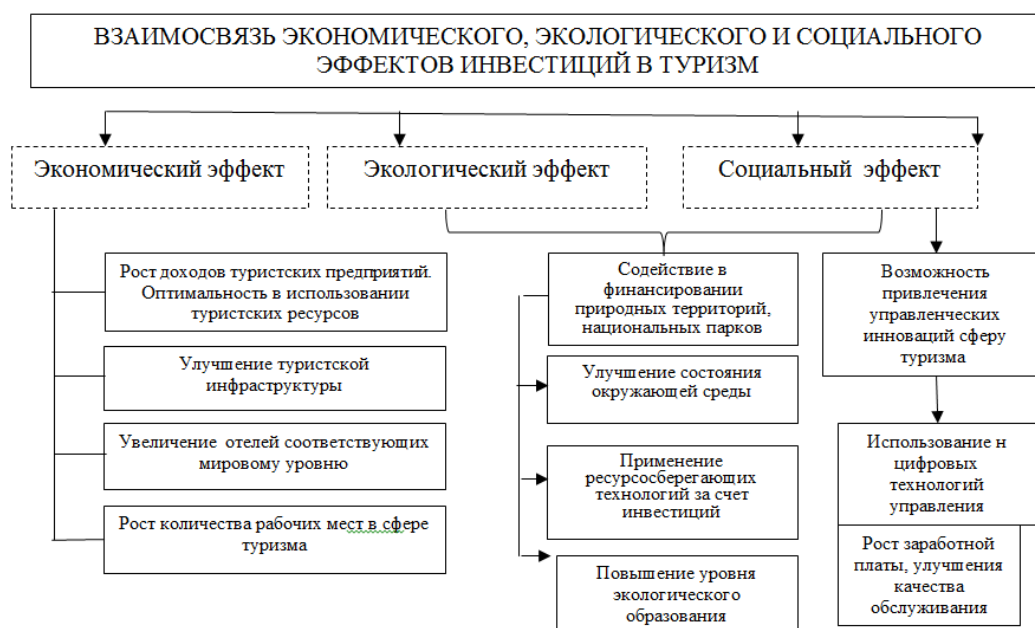 ВЗАИМОСВЯЗЬ ЭКОНОМИЧЕСКОГО, ЭКОЛОГИЧЕСКОГО И СОЦИАЛЬНОГО
ЭФФЕКТОВ ИНВЕСТИЦИЙ В ТУРИЗМ
Экономический эффект
Экологический эффект
Социальный эффект
Рост доходов туристских предприятий.
Оптимальность в использовании
туристских ресурсов
Улучшение туристской
инфраструктуры
Увеличение отелей соответствующих
мировому уровню
Рост количества рабочих мест в сфере
туризма
Содействие в
финансировании
природных территорий,
национальных парков
Улучшение состояния
окружающей среды
Применение
ресурсосберегающих
технологий за счет
инвестиций
Повышение уровня
экологического
образования
Возможность
привлечения
управленческих
инноваций сферу
туризма
Использование н
цифровых
технологий
управления
Рост заработной
платы, улучшения
качества
обслуживания